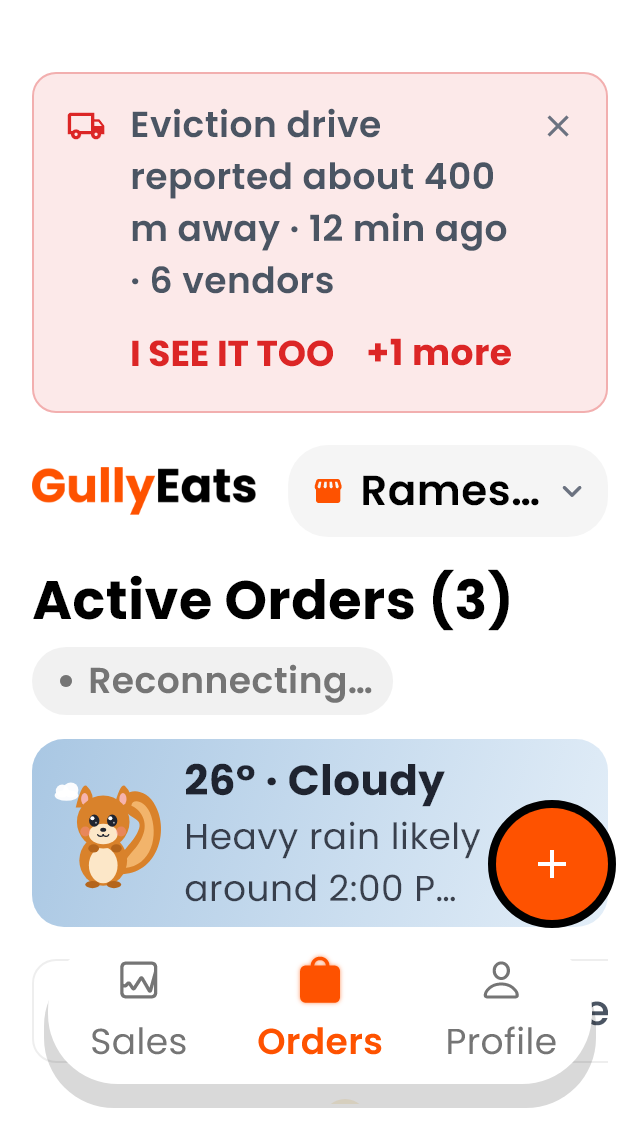 Eviction drive
reported about 400
m away · 12 min ago
· 6 vendors
I SEE IT TOO +1 more
GullyEats
Rames...
Active Orders (3)
• Reconnecting...
26° · Cloudy
Heavy rain likely
around 2:00 P...
Sales
Orders
Profile